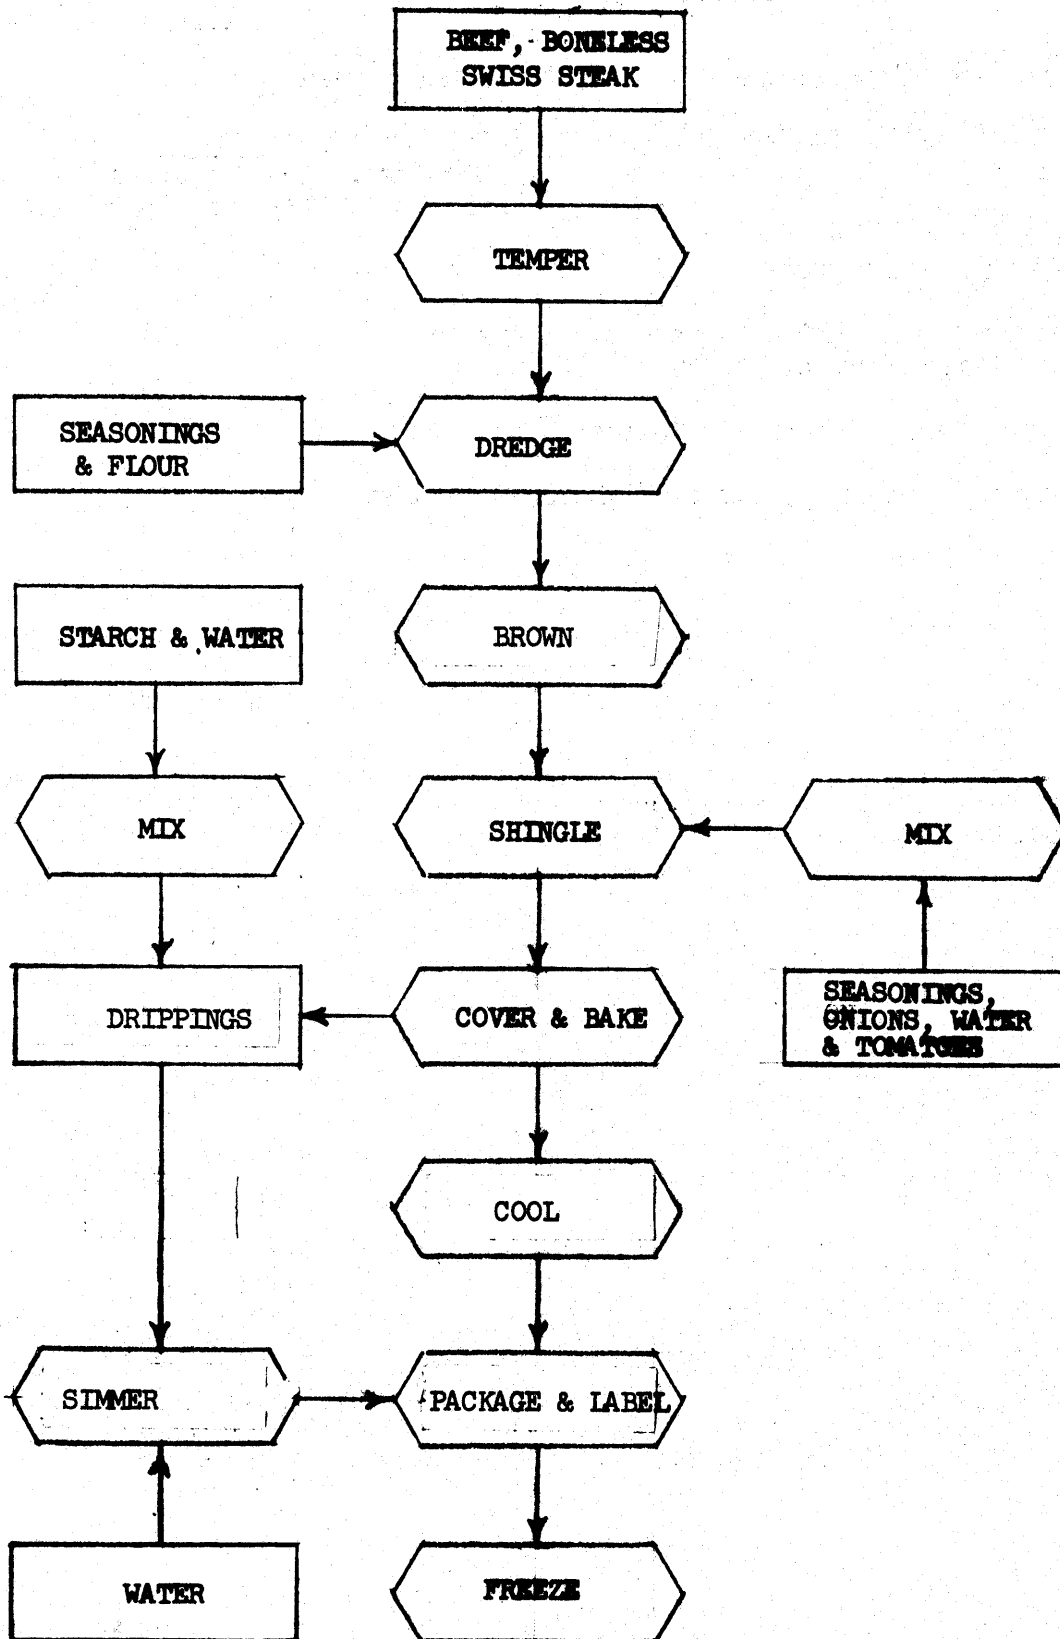 BEEF, BONELESS
SWISS STEAK
TEMPER
SEASONINGS
& FLOUR
DREDGE
STARCH & WATER
BROWN
MIX
SHINGLE
MIX
DRIPPINGS
COVER & BAKE
SEASONINGS,
ONIONS, WATER
& TOMATOES
COOL
SIMMER
PACKAGE & LABEL
WATER
FREEZE